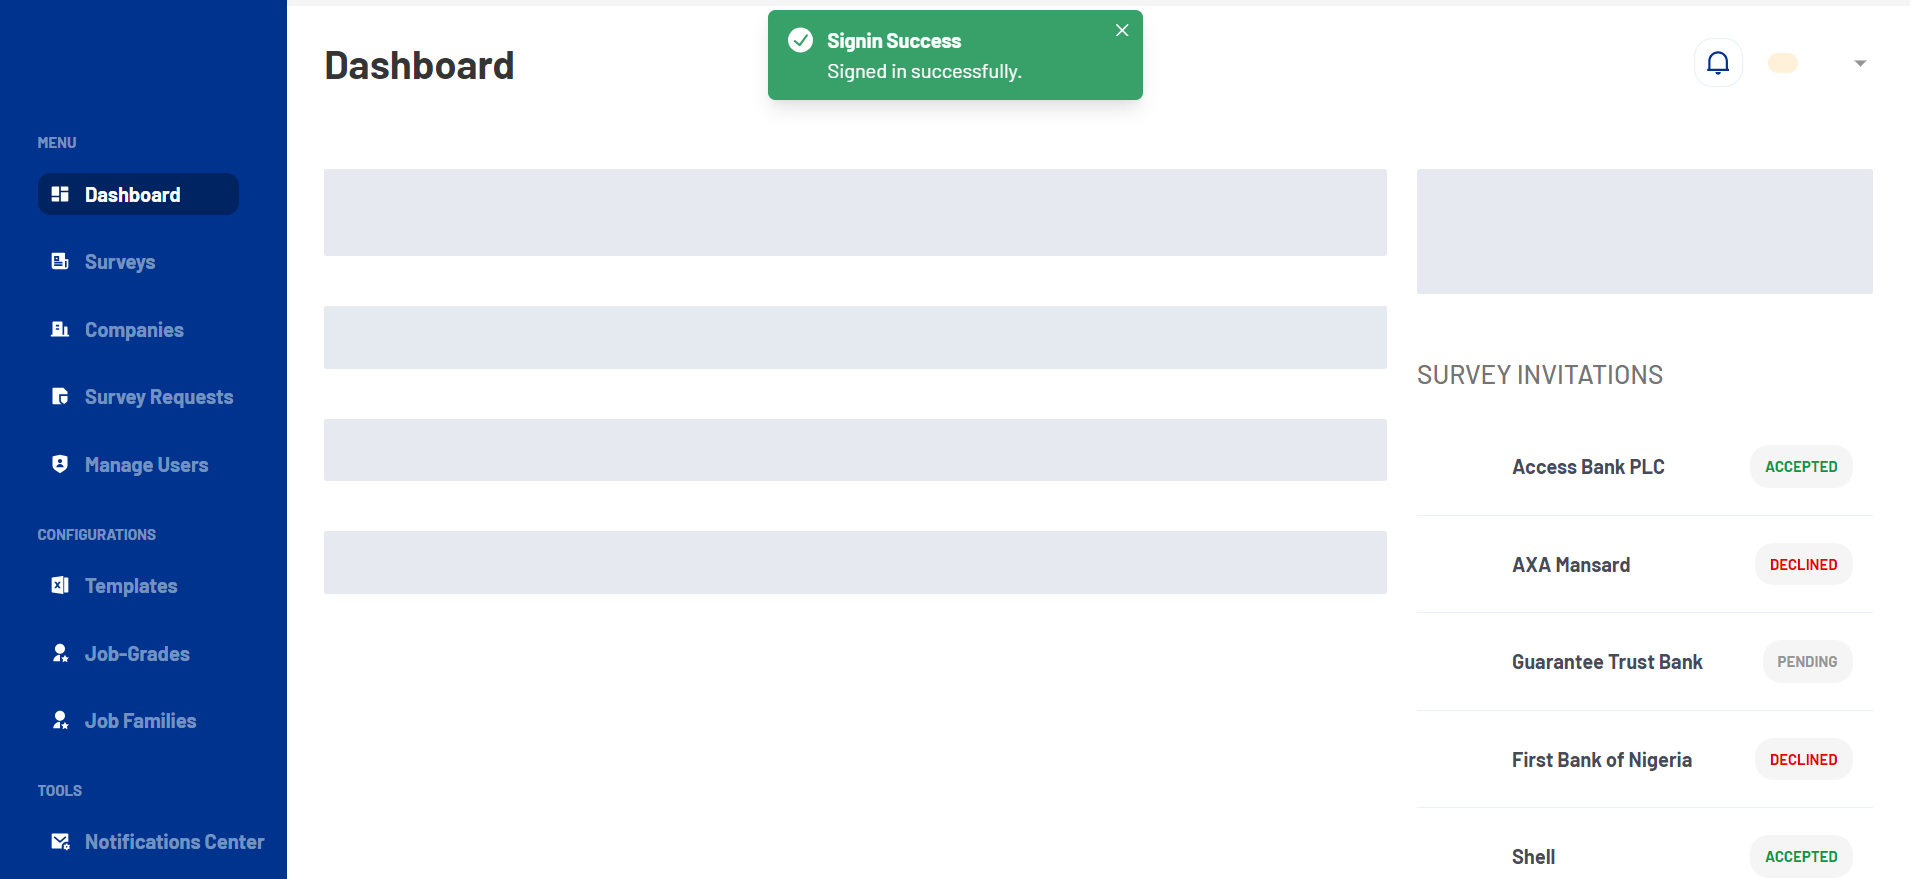 MENU
Dashboard
Surveys
Companies
Survey Requests
Manage Users
CONFIGURATIONS
Templates
Job-Grades
Job Families
TOOLS
Notifications Center
Dashboard
Signin Success
Signed in successfully.
SURVEY INVITATIONS
Access Bank PLC ACCEPTED
AXA Mansard DECLINED
Guarantee Trust Bank PENDING
First Bank of Nigeria DECLINED
Shell ACCEPTED